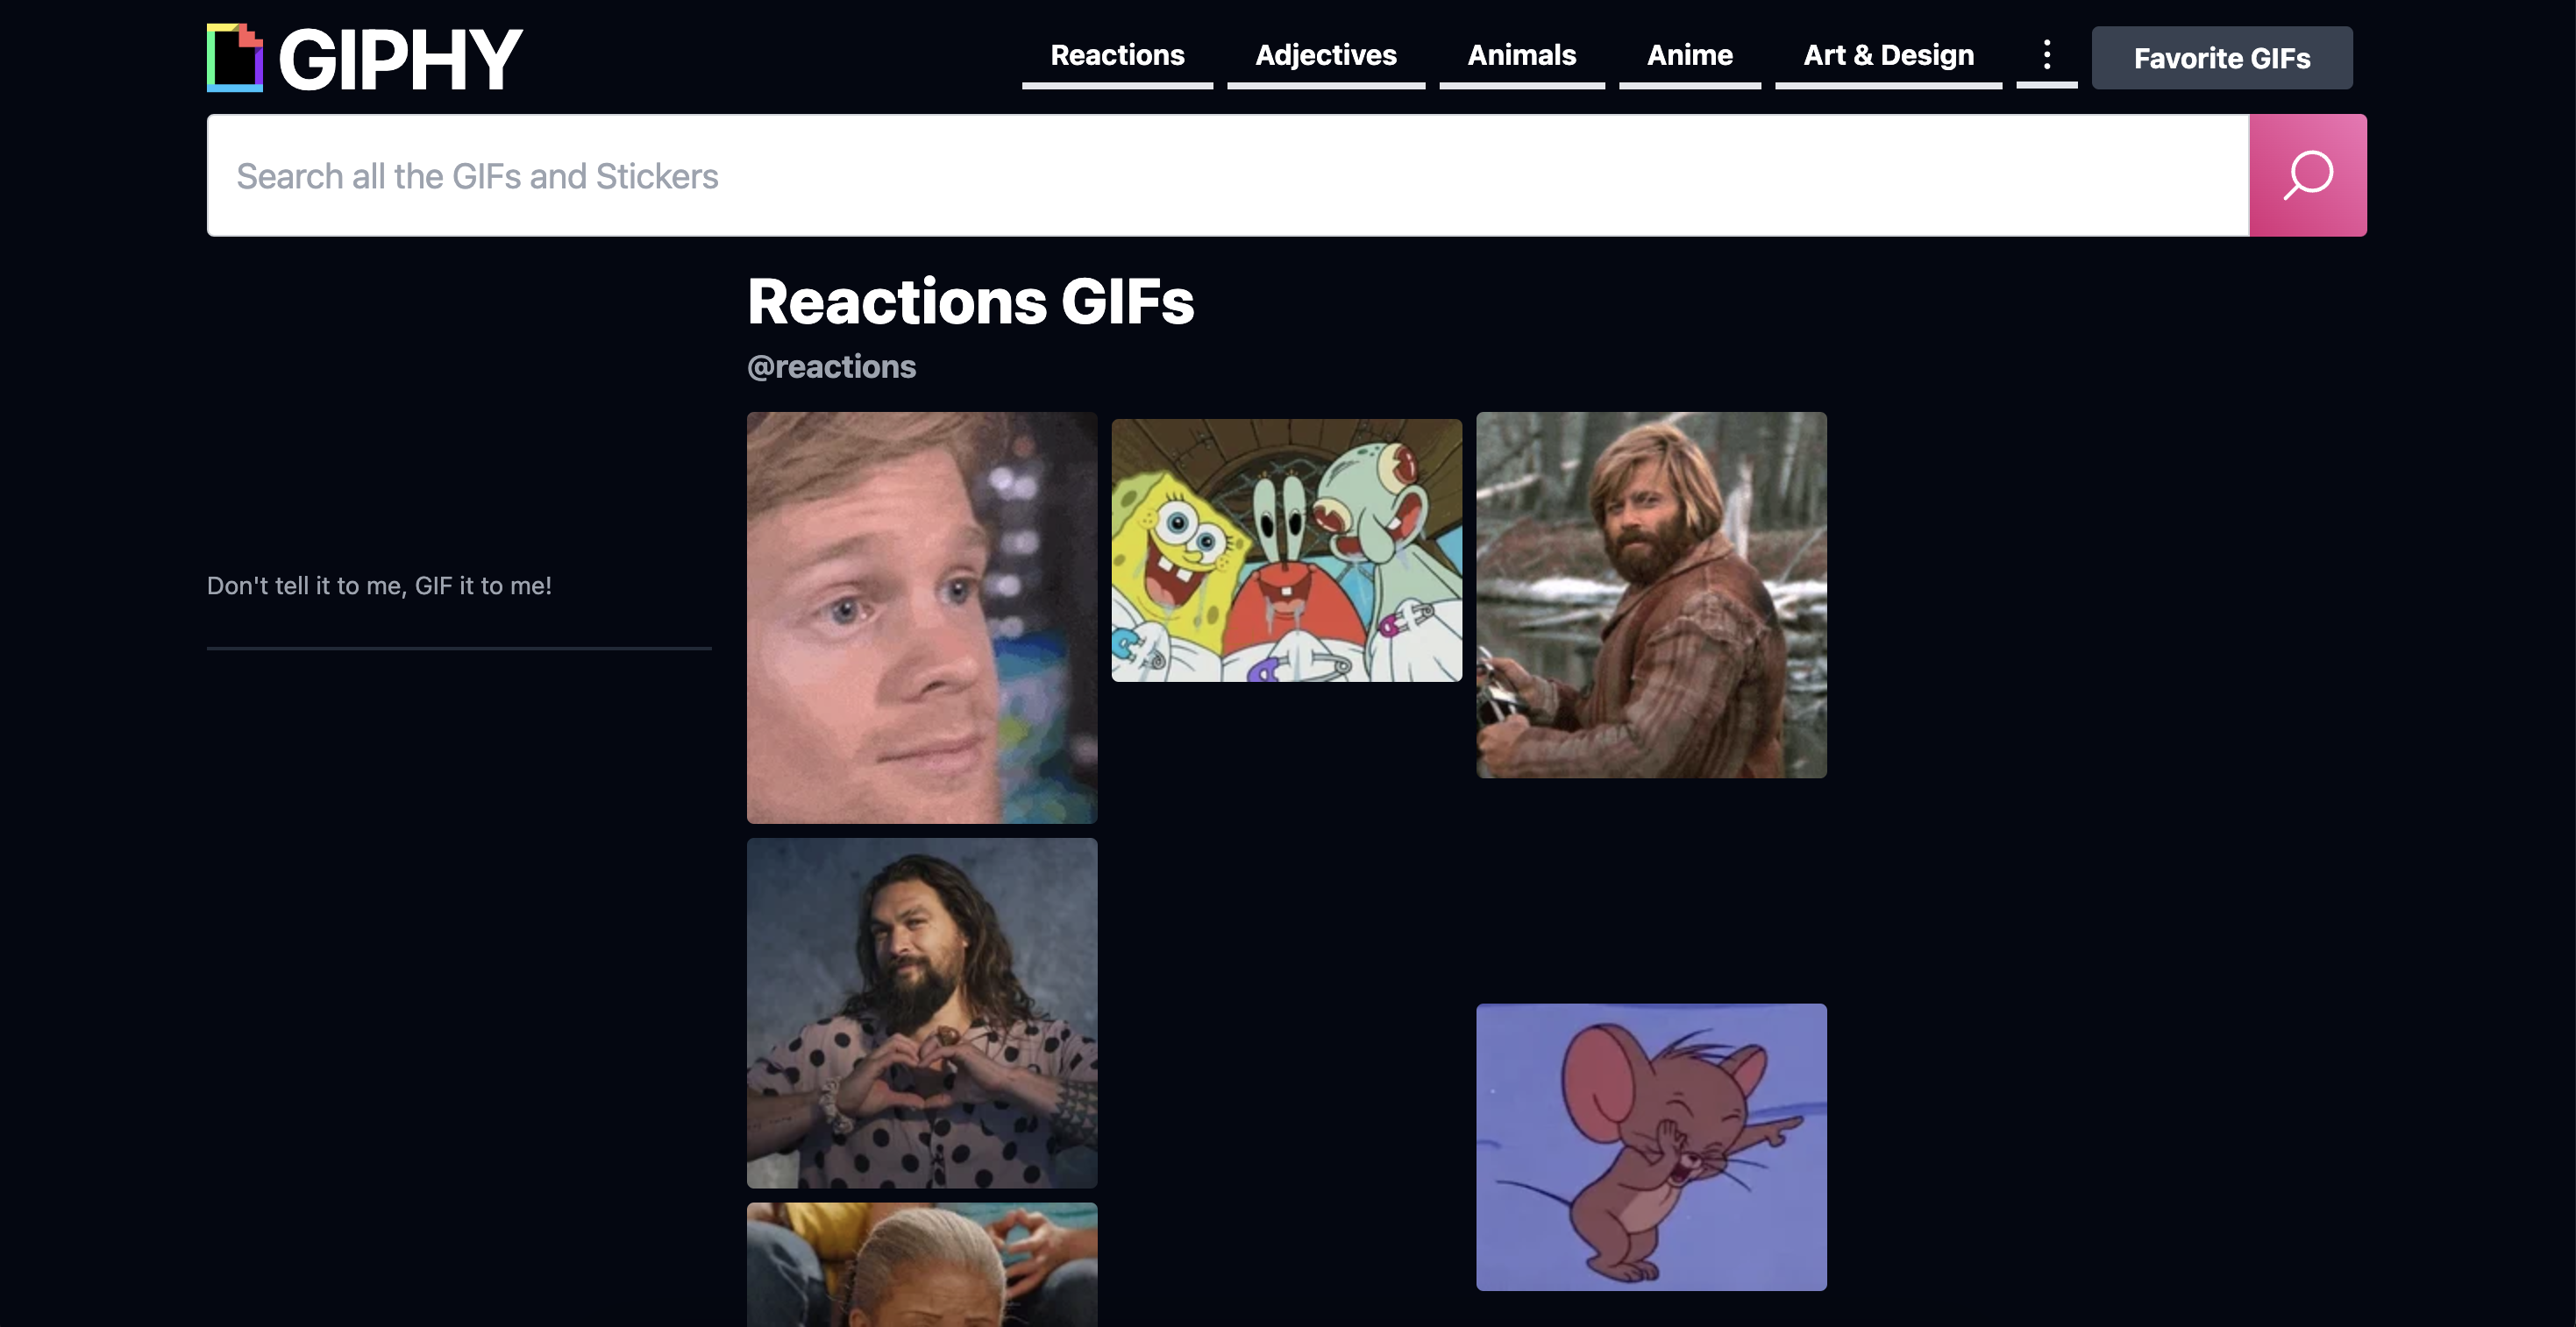 GIPHY
Reactions
Adjectives
Animals
Anime
Art & Design
Favorite GIFs
Search all the GIFs and Stickers
Reactions GIFs
@reactions
Don't tell it to me, GIF it to me!